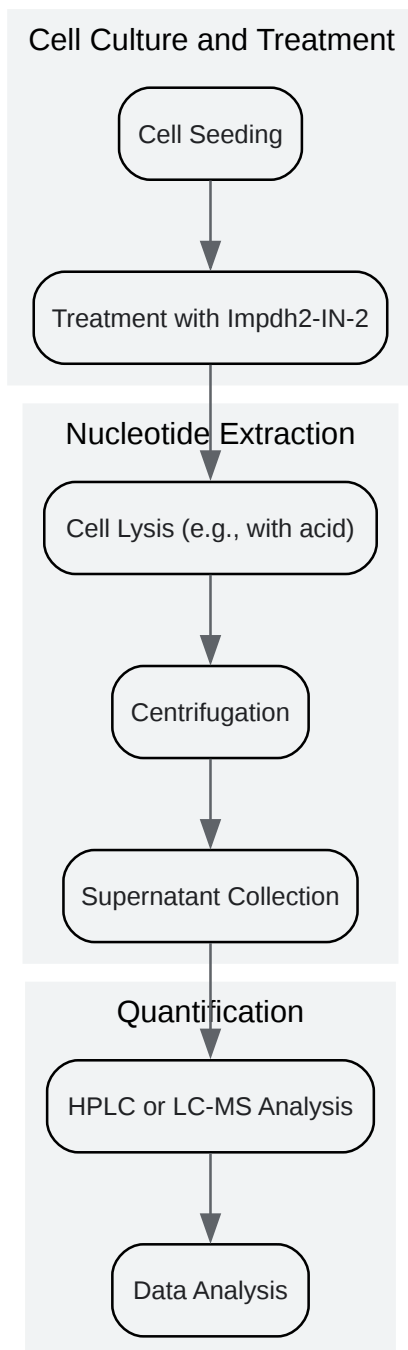 Cell Culture and Treatment
Cell Seeding
Treatment with Impdh2-IN-2
Nucleotide Extraction
Cell Lysis (e.g., with acid)
Centrifugation
Supernatant Collection
Quantification
HPLC or LC-MS Analysis
Data Analysis